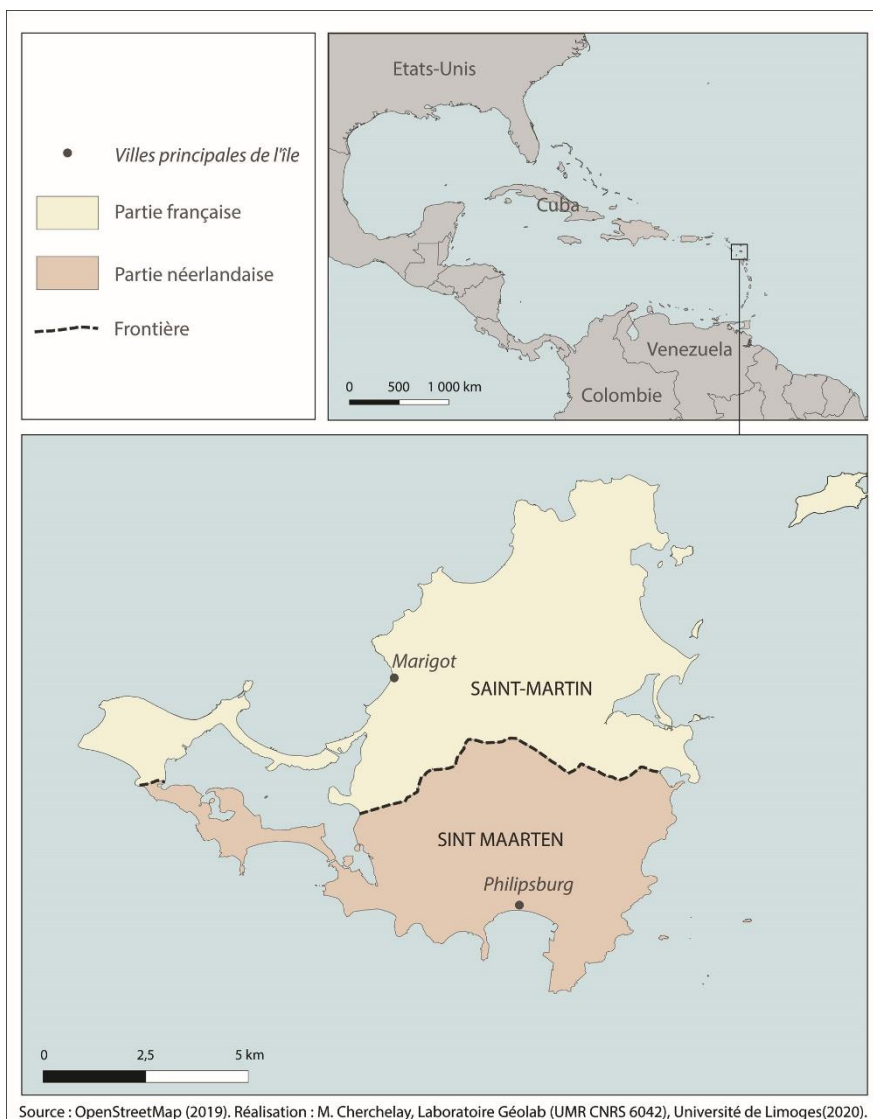 Villes principales de l'île
Partie française
Partie néerlandaise
Frontière
Etats-Unis
Cuba
Venezuela
Colombie
0 500 1 000 km
Marigot
SAINT-MARTIN
SINT MAARTEN
Philipsburg
0 2,5 5 km
Source : OpenStreetMap (2019). Réalisation : M. Cherchelay, Laboratoire Géolab (UMR CNRS 6042), Université de Limoges(2020).